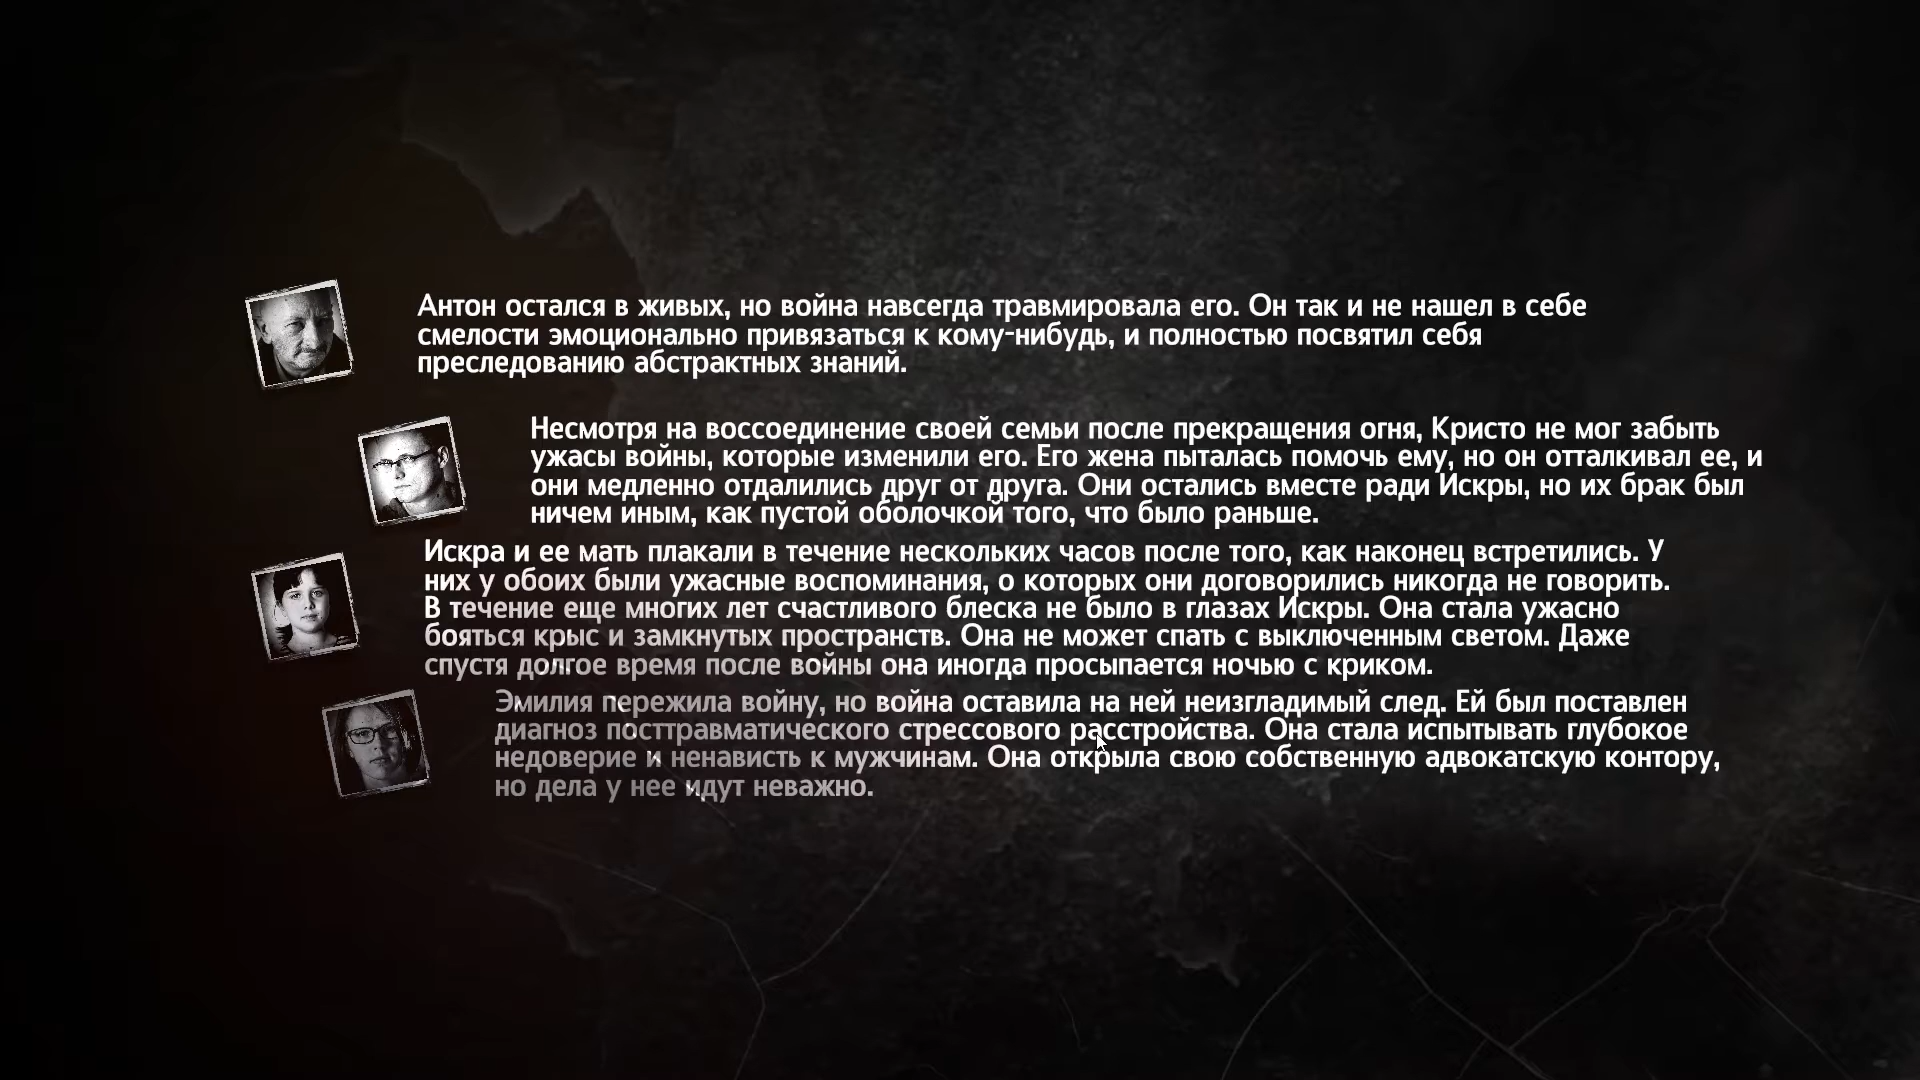 Антон остался в живых, но война навсегда травмировала его. Он так и не нашел в себе
смелости эмоционально привязаться к кому-нибудь, и полностью посвятил себя
преследованию абстрактных знаний.
Несмотря на воссоединение своей семьи после прекращения огня, Кристо не мог забыть
ужасы войны, которые изменили его. Его жена пыталась помочь ему, но он отталкивал ее, и
они медленно отдалились друг от друга. Они остались вместе ради Искры, но их брак был
ничем иным, как пустой оболочкой того, что было раньше.
Искра и ее мать плакали в течение нескольких часов после того, как наконец встретились. У
них у обоих были ужасные воспоминания, о которых они договорились никогда не говорить.
В течение еще многих лет счастливого блеска не было в глазах Искры. Она стала ужасно
бояться крыс и замкнутых пространств. Она не может спать с выключенным светом. Даже
спустя долгое время после войны она иногда просыпается ночью с криком.
Эмилия пережила войну, но война оставила на ней неизгладимый след. Ей был поставлен
диагноз посттравматического стрессового расстройства. Она стала испытывать глубокое
недоверие и ненависть к мужчинам. Она открыла свою собственную адвокатскую контору,
но дела у нее идут неважно.